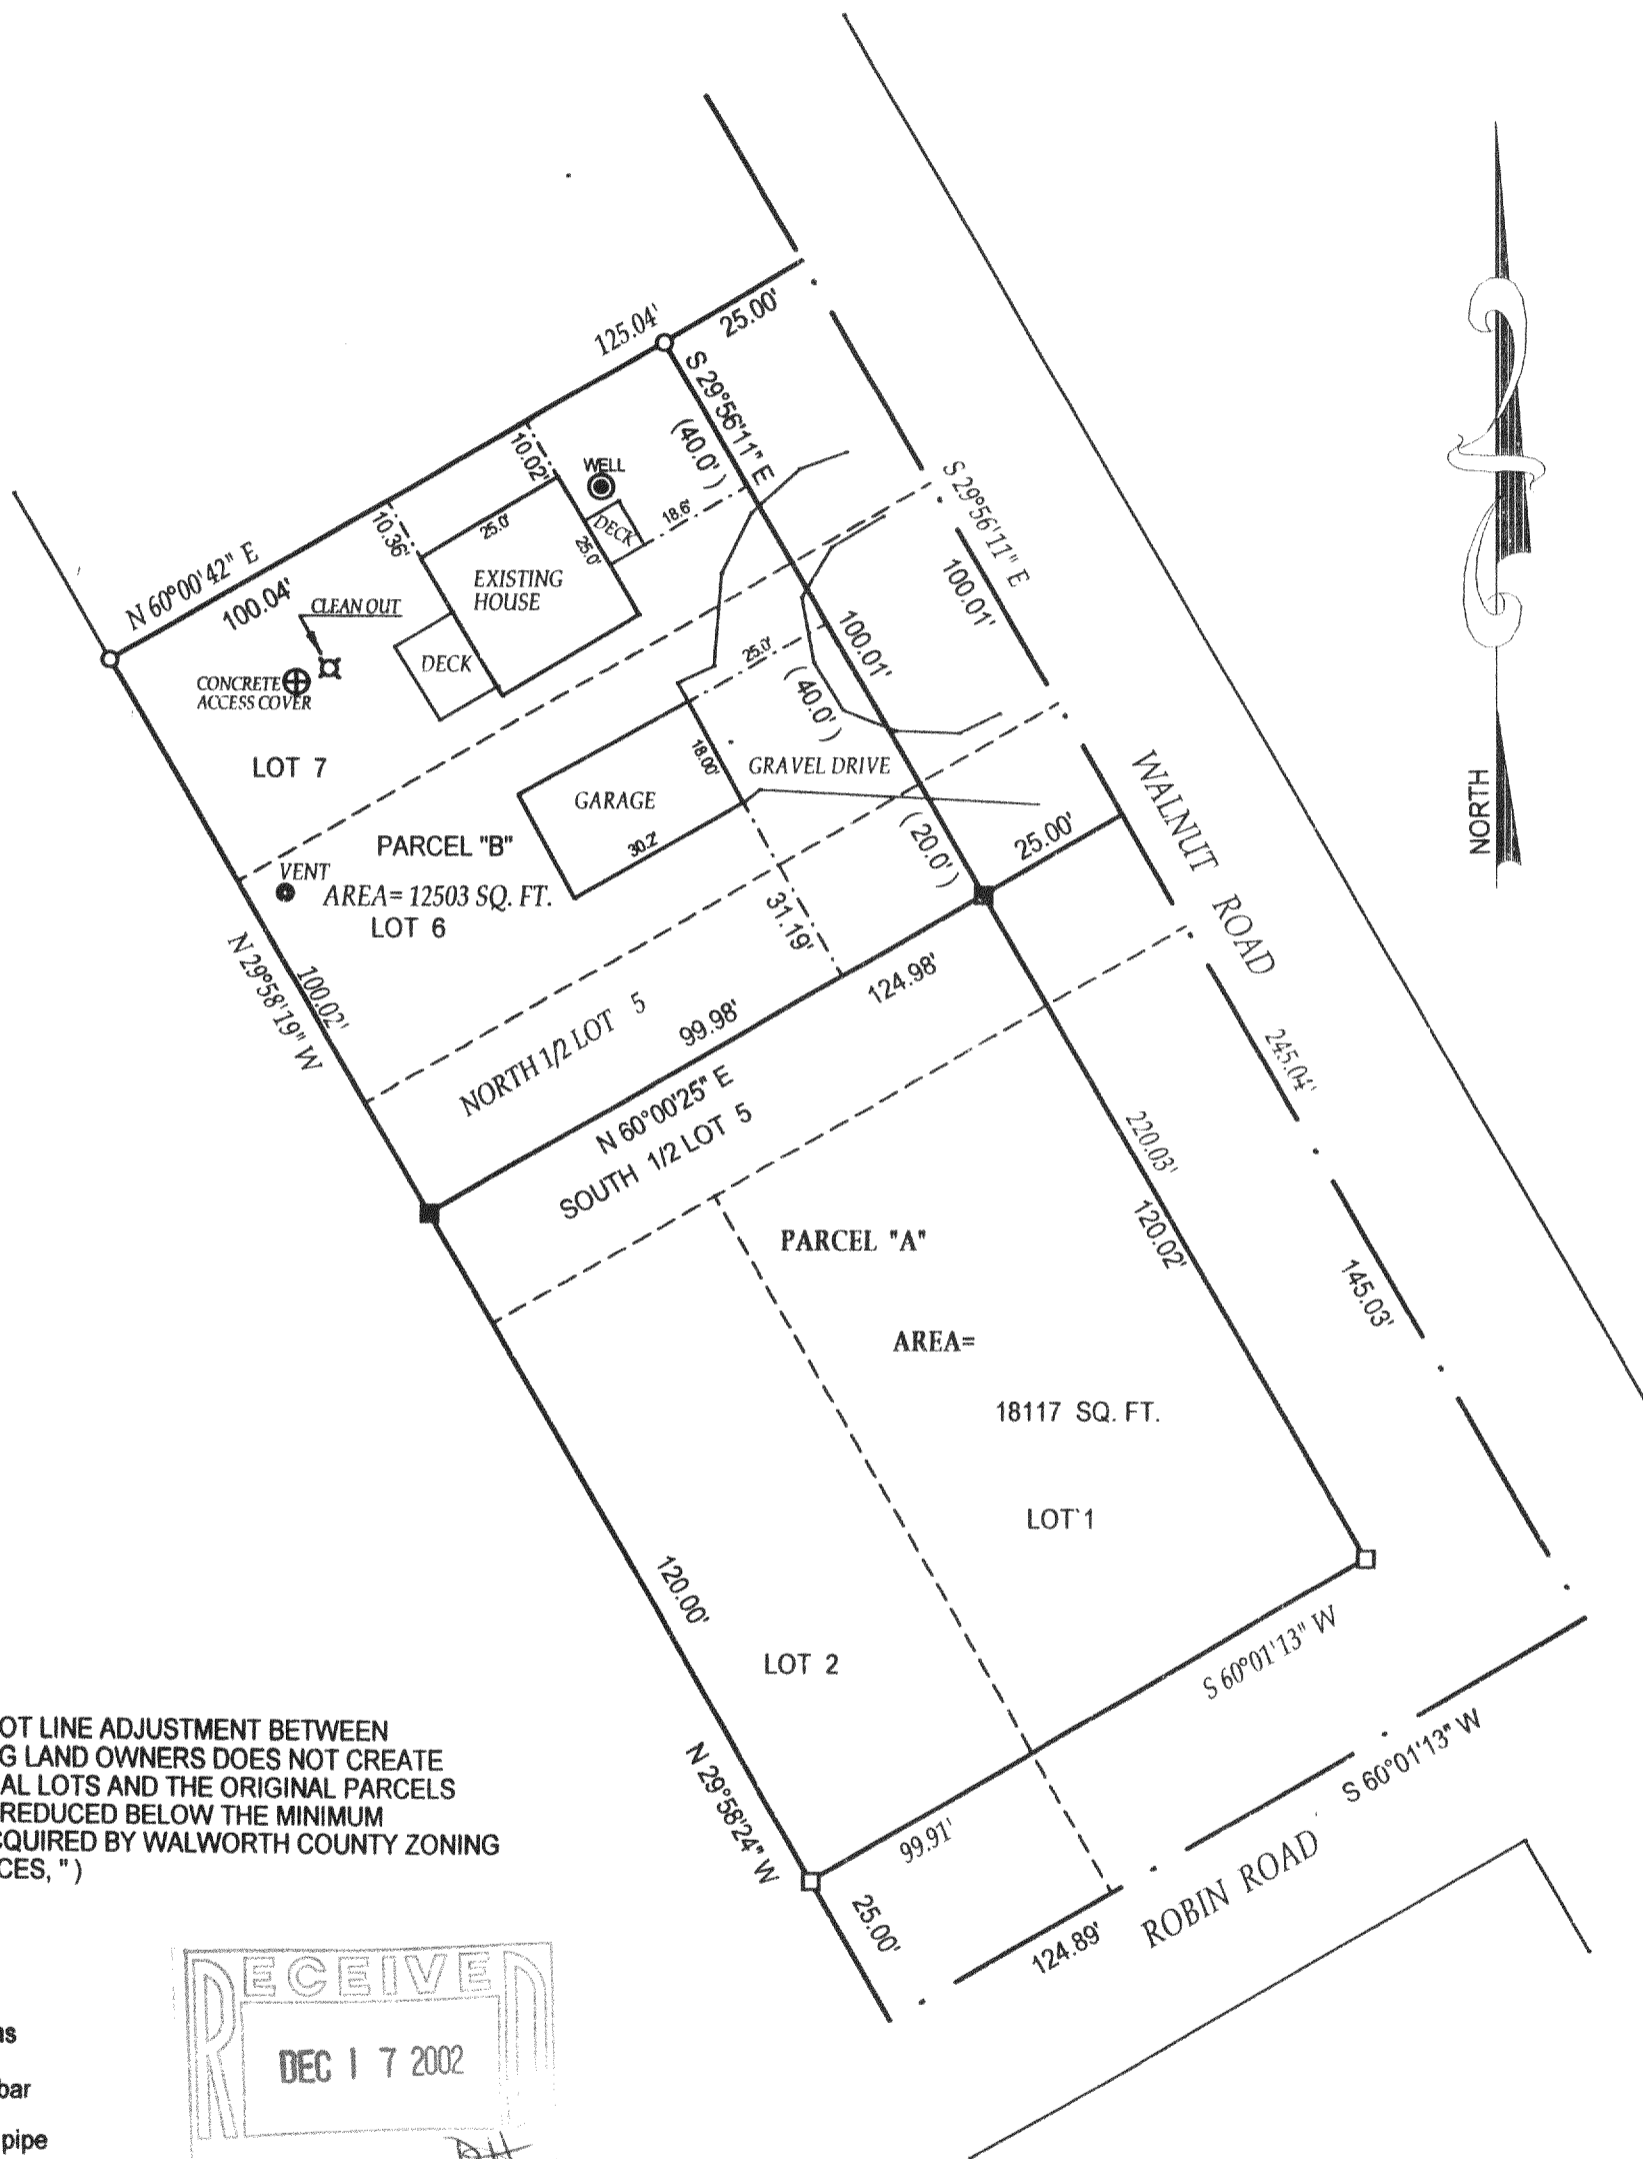 125.04'
25.00'
S 29°56'11" E
(40.0')
N 60°00'42" E
100.04'
10.02'
10.36'
WELL
DECK
18.6'
25.0'
25.0'
EXISTING
HOUSE
CLEAN OUT
DECK
CONCRETE
ACCESS COVER
LOT 7
S 29°56'11" E
100.01'
100.01'
25.0'
(40.0')
18.00'
GRAVEL DRIVE
GARAGE
30.2'
PARCEL "B"
VENT
AREA= 12503 SQ. FT.
LOT 6
(20.0')
25.00'
WALNUT ROAD
NORTH
31.19'
124.98'
99.98'
N 29°58'19" W
100.02'
NORTH 1/2 LOT 5
N 60°00'25" E
SOUTH 1/2 LOT 5
245.04'
220.03'
120.02'
145.03'
PARCEL "A"
AREA=
18117 SQ. FT.
LOT 1
120.00'
LOT 2
S 60°01'13" W
S 60°01'13" W
N 29°58'24" W
99.91'
25.00'
124.89'
ROBIN ROAD
OT LINE ADJUSTMENT BETWEEN
G LAND OWNERS DOES NOT CREATE
AL LOTS AND THE ORIGINAL PARCELS
REDUCED BELOW THE MINIMUM
CQUIRED BY WALWORTH COUNTY ZONING
CES, ")
RECEIVED
DEC 17 2002
ns
bar
pipe